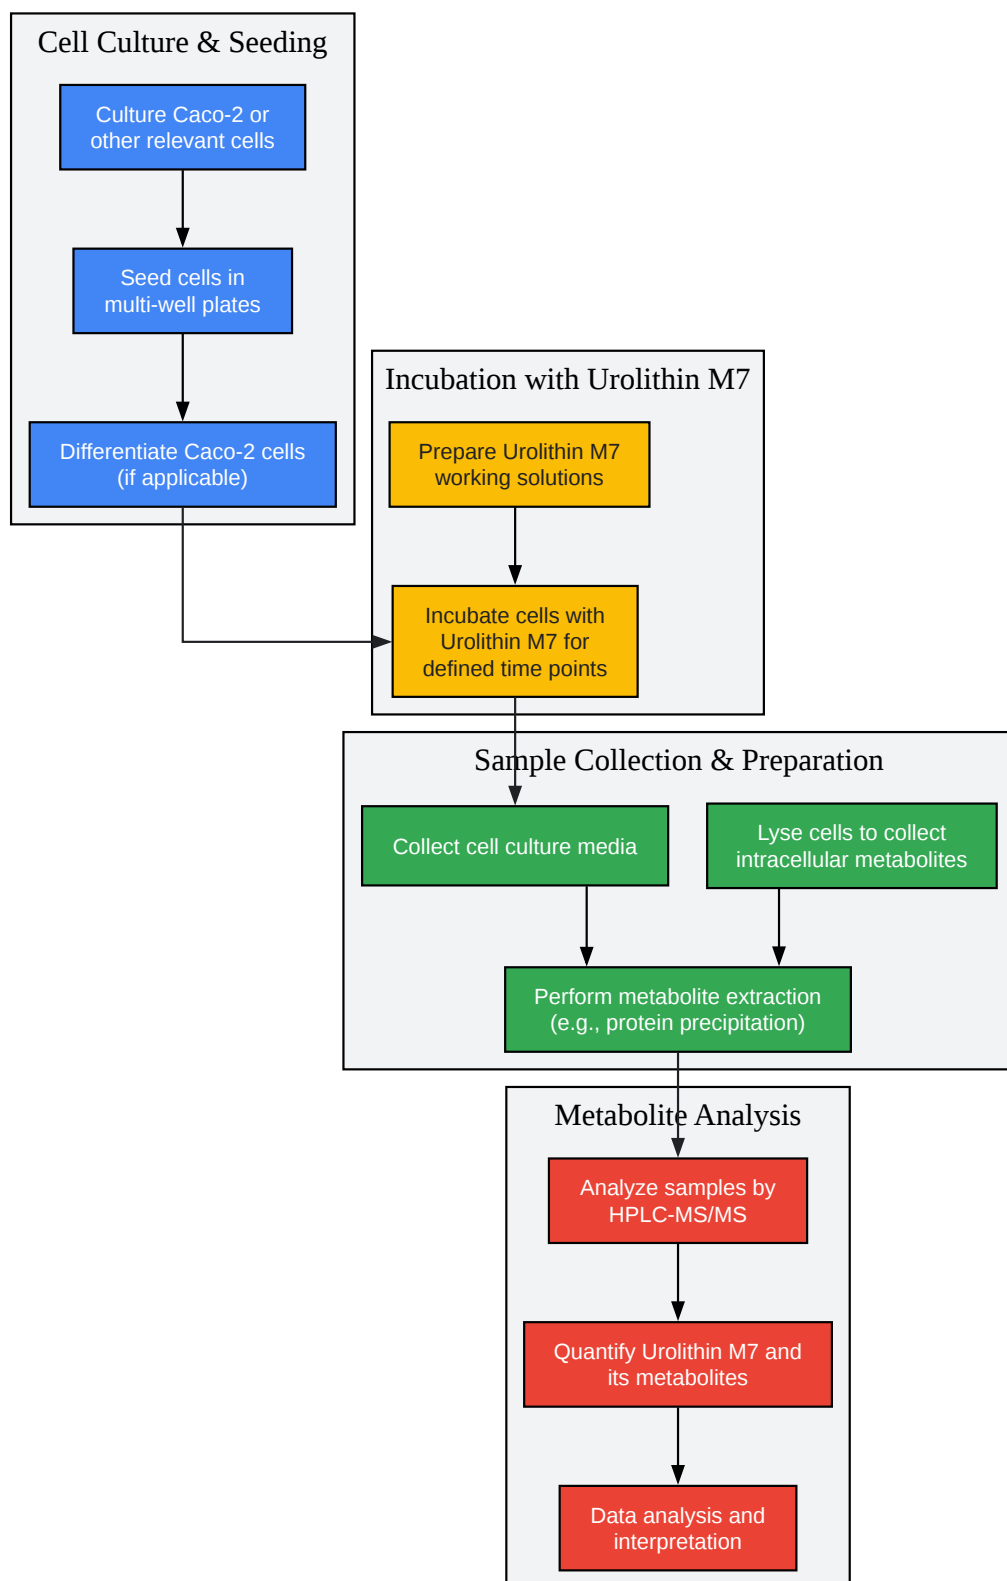 Cell Culture & Seeding
Culture Caco-2 or
other relevant cells
Seed cells in
multi-well plates
Differentiate Caco-2 cells
(if applicable)
Incubation with Urolithin M7
Prepare Urolithin M7
working solutions
Incubate cells with
Urolithin M7 for
defined time points
Sample Collection & Preparation
Collect cell culture media
Lyse cells to collect
intracellular metabolites
Perform metabolite extraction
(e.g., protein precipitation)
Metabolite Analysis
Analyze samples by
HPLC-MS/MS
Quantify Urolithin M7 and
its metabolites
Data analysis and
interpretation